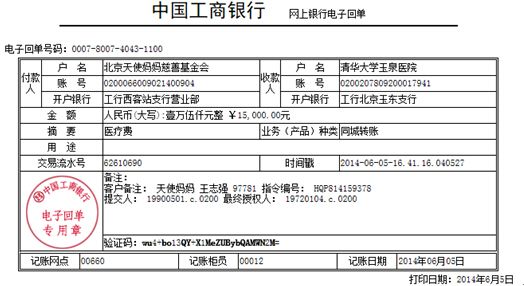 中国工商银行 网上银行电子回单
电子回单号码：0007-8007-4043-1100
付款人 户 名 北京天使妈妈慈善基金会 收款人 户 名 清华大学玉泉医院
账 号 0200066009021400904 账 号 0200207809200017941
开户银行 工行西客站支行营业部 开户银行 工行北京玉东支行
金 额 人民币(大写):壹万伍仟元整 ￥15,000.00元
摘 要 医疗费 业务（产品）种类 同城转账
用 途
交易流水号 62610690 时间戳 2014-06-05-16.41.16.040527
中国工商银行
电子回单
专用章
备注:
客户备注： 天使妈妈 王志强 97781 指令编号： HQP814159378
提交人： 19900501.c.0200 最终授权人： 19720104.c.0200
验证码：wui+bol3QY+XiMeZUBybQAMWN2M=
记账网点 00660 记账柜员 00012 记账日期 2014年06月05日
打印日期：2014年6月5日